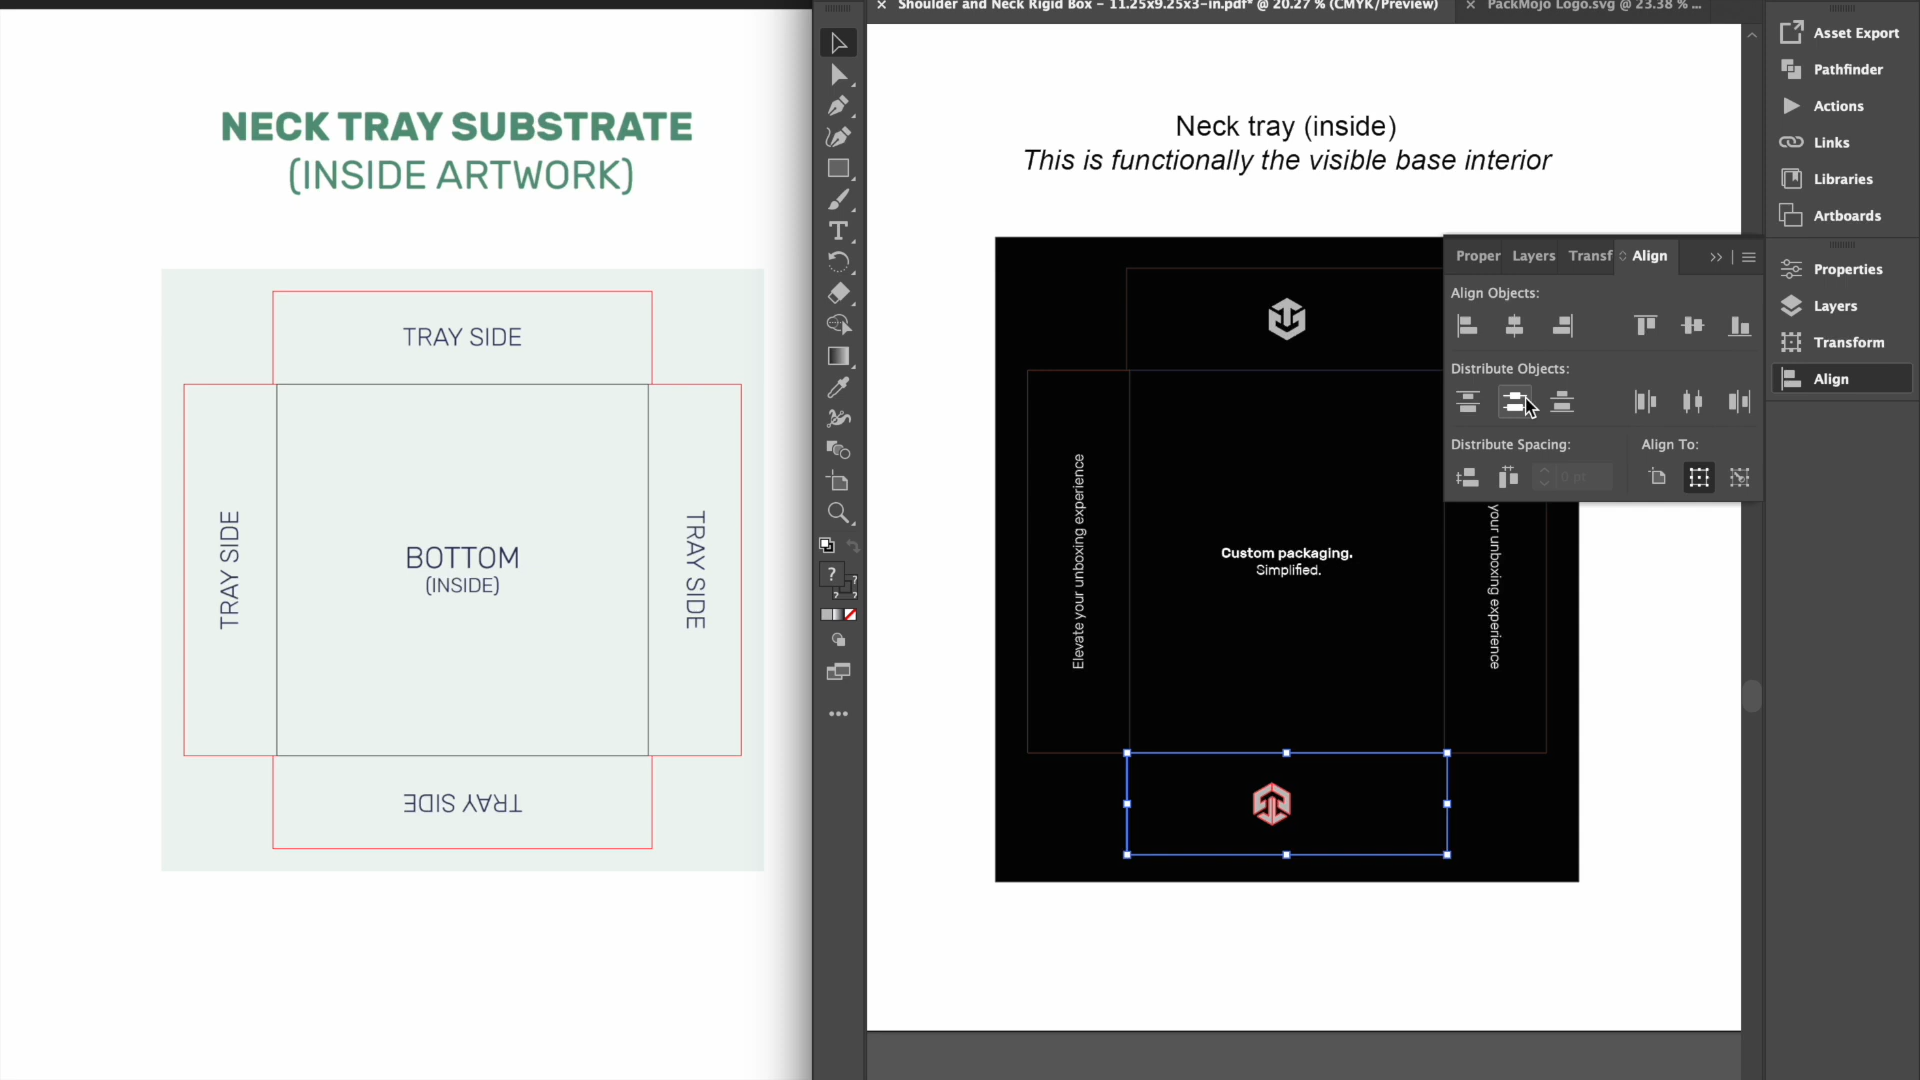 Shoulder and Neck Rigid Box – 11.25x9.25x3-in.pdf* @ 20.27 % (CMYK/Preview)
PackMojo Logo.svg @ 23.38 % ...
NECK TRAY SUBSTRATE
(INSIDE ARTWORK)
TRAY SIDE
TRAY SIDE
BOTTOM
(INSIDE)
TRAY SIDE
TRAY SIDE
Neck tray (inside)
This is functionally the visible base interior
Elevate your unboxing experience
Custom packaging.
Simplified.
your unboxing experience
Proper
Layers
Transf
Align
Align Objects:
Distribute Objects:
Distribute Spacing:
Align To:
0 pt
Asset Export
Pathfinder
Actions
Links
Libraries
Artboards
Properties
Layers
Transform
Align